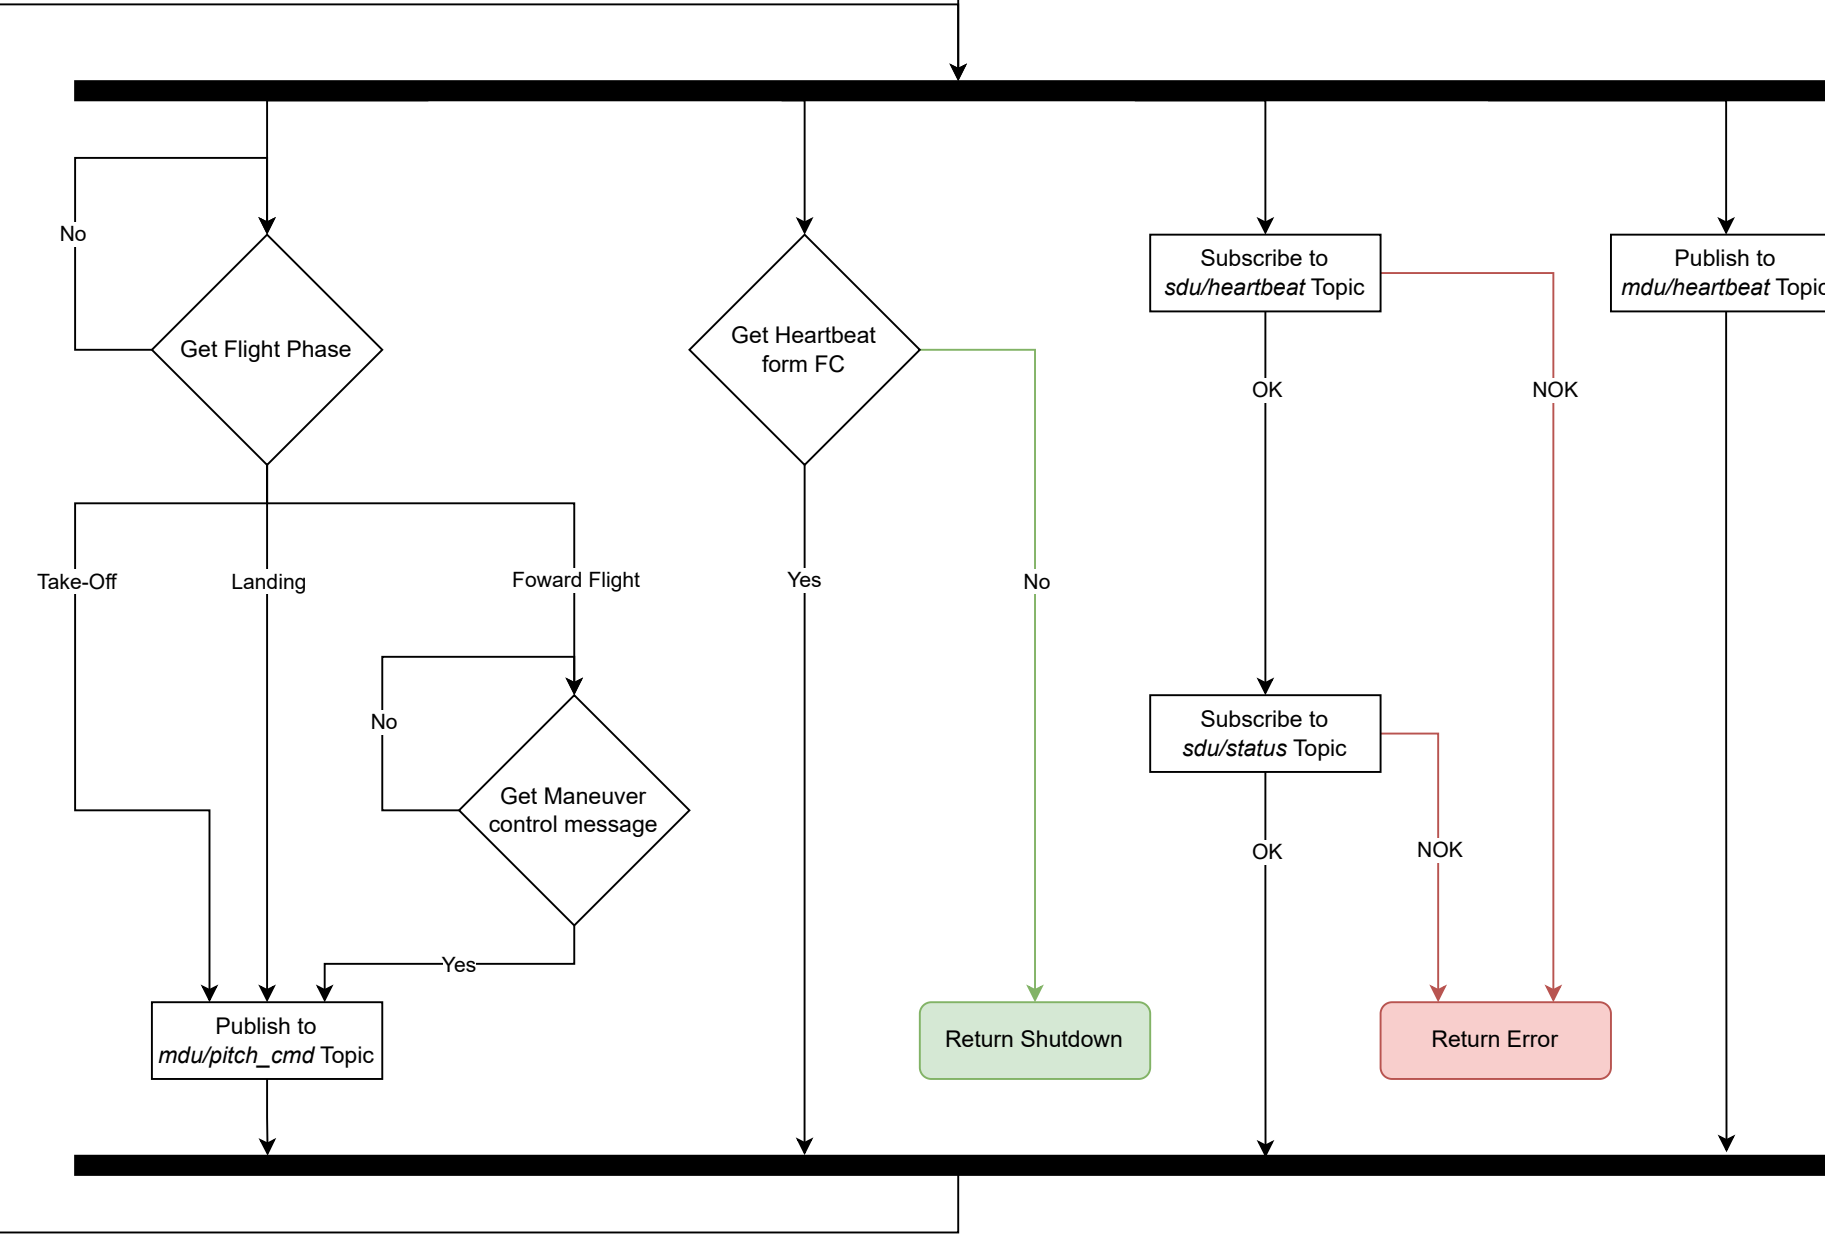 No
Get Flight Phase
Take-Off
Landing
Foward Flight
No
Get Maneuver
control message
Yes
Publish to
mdu/pitch_cmd Topic
Get Heartbeat
form FC
Yes
No
Return Shutdown
Subscribe to
sdu/heartbeat Topic
OK
NOK
Subscribe to
sdu/status Topic
OK
NOK
Return Error
Publish to
mdu/heartbeat Topic